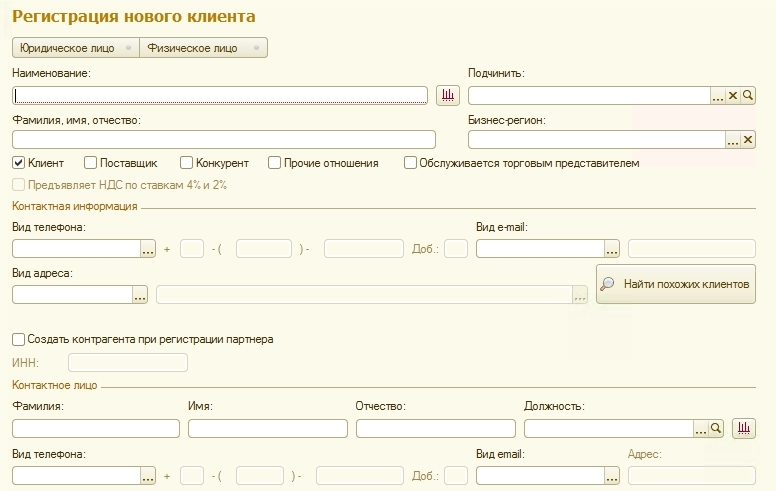 Регистрация нового клиента
Юридическое лицо Физическое лицо
Наименование: Подчинить:
Фамилия, имя, отчество: Бизнес-регион:
Клиент Поставщик Конкурент Прочие отношения Обслуживается торговым представителем
Предъявляет НДС по ставкам 4% и 2%
Контактная информация
Вид телефона: Вид e-mail:
+ - ( ) - Доб.:
Вид адреса:
Найти похожих клиентов
Создать контрагента при регистрации партнера
ИНН:
Контактное лицо
Фамилия: Имя: Отчество: Должность:
Вид телефона: Вид email: Адрес:
+ - ( ) - Доб.: